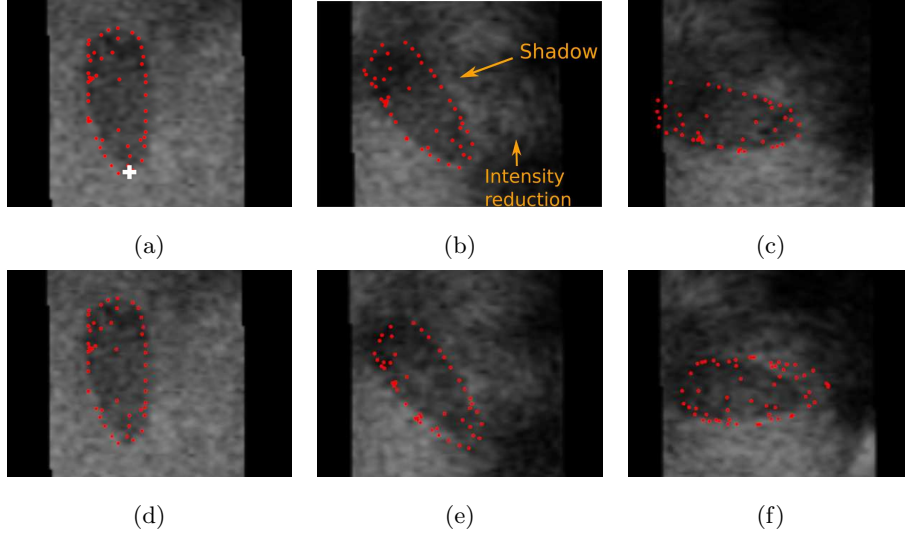 Shadow
Intensity
reduction
(a)
(b)
(c)
(d)
(e)
(f)